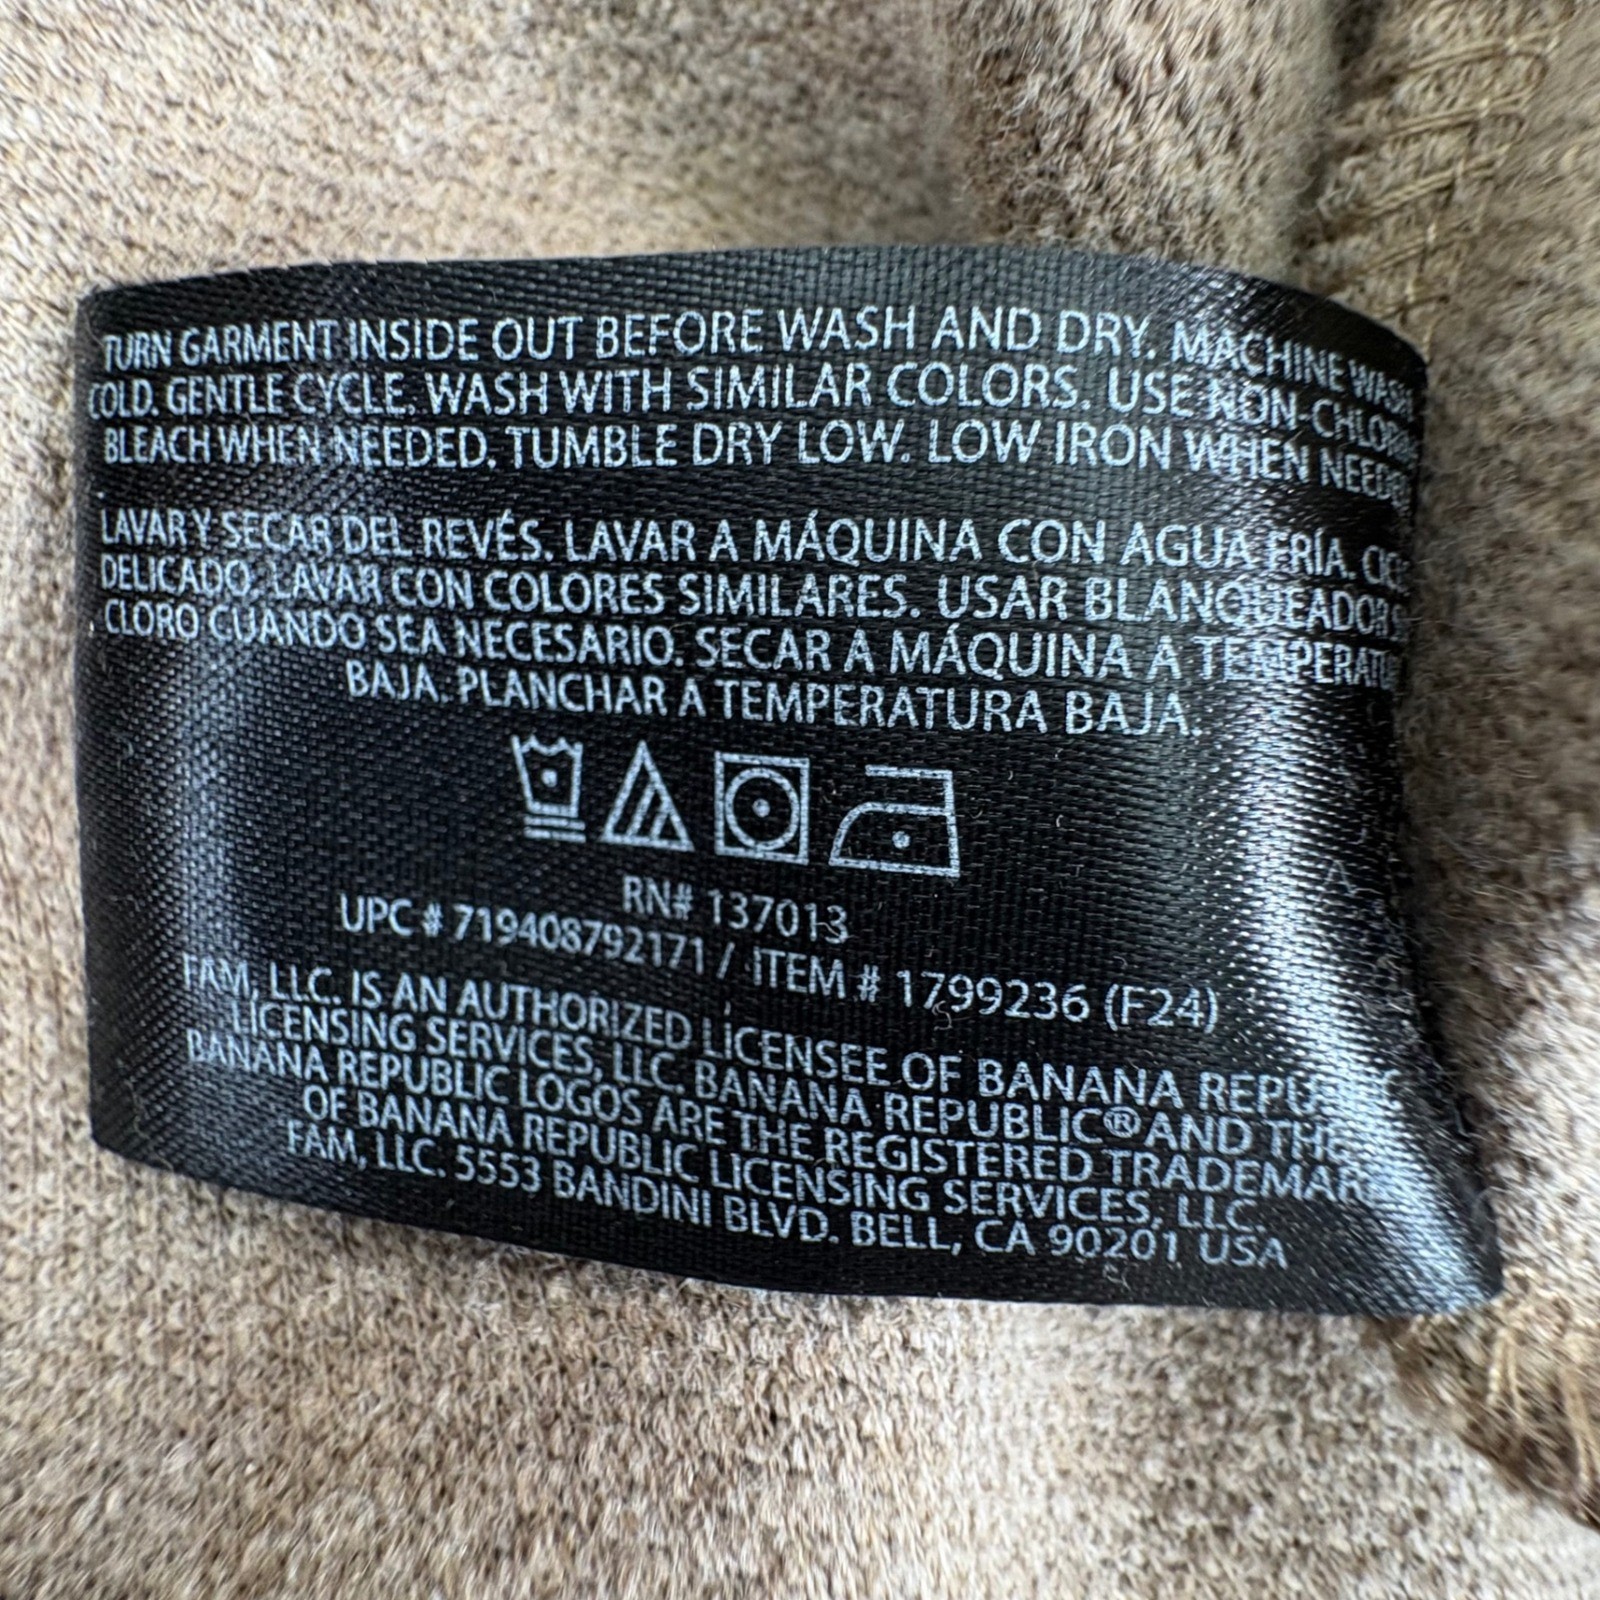 TURN GARMENT INSIDE OUT BEFORE WASH AND DRY. MACHINE WASH
COLD. GENTLE CYCLE. WASH WITH SIMILAR COLORS. USE NON-CHLORINE
BLEACH WHEN NEEDED. TUMBLE DRY LOW. LOW IRON WHEN NEEDED
LAVAR Y SECAR DEL REVÉS. LAVAR A MÁQUINA CON AGUA FRÍA.
DELICADO. LAVAR CON COLORES SIMILARES. USAR BLANQUEADOR
CLORO CUANDO SEA NECESARIO. SECAR A MÁQUINA A TEMPERATURA
BAJA. PLANCHAR A TEMPERATURA BAJA.
RN# 137013
UPC # 719408792171 / ITEM # 1799236 (F24)
FAM, LLC. IS AN AUTHORIZED LICENSEE OF BANANA REPUBLIC
LICENSING SERVICES, LLC. BANANA REPUBLIC® AND THE
BANANA REPUBLIC LOGOS ARE THE REGISTERED TRADEMARKS
OF BANANA REPUBLIC LICENSING SERVICES, LLC.
FAM, LLC. 5553 BANDINI BLVD. BELL, CA 90201 USA